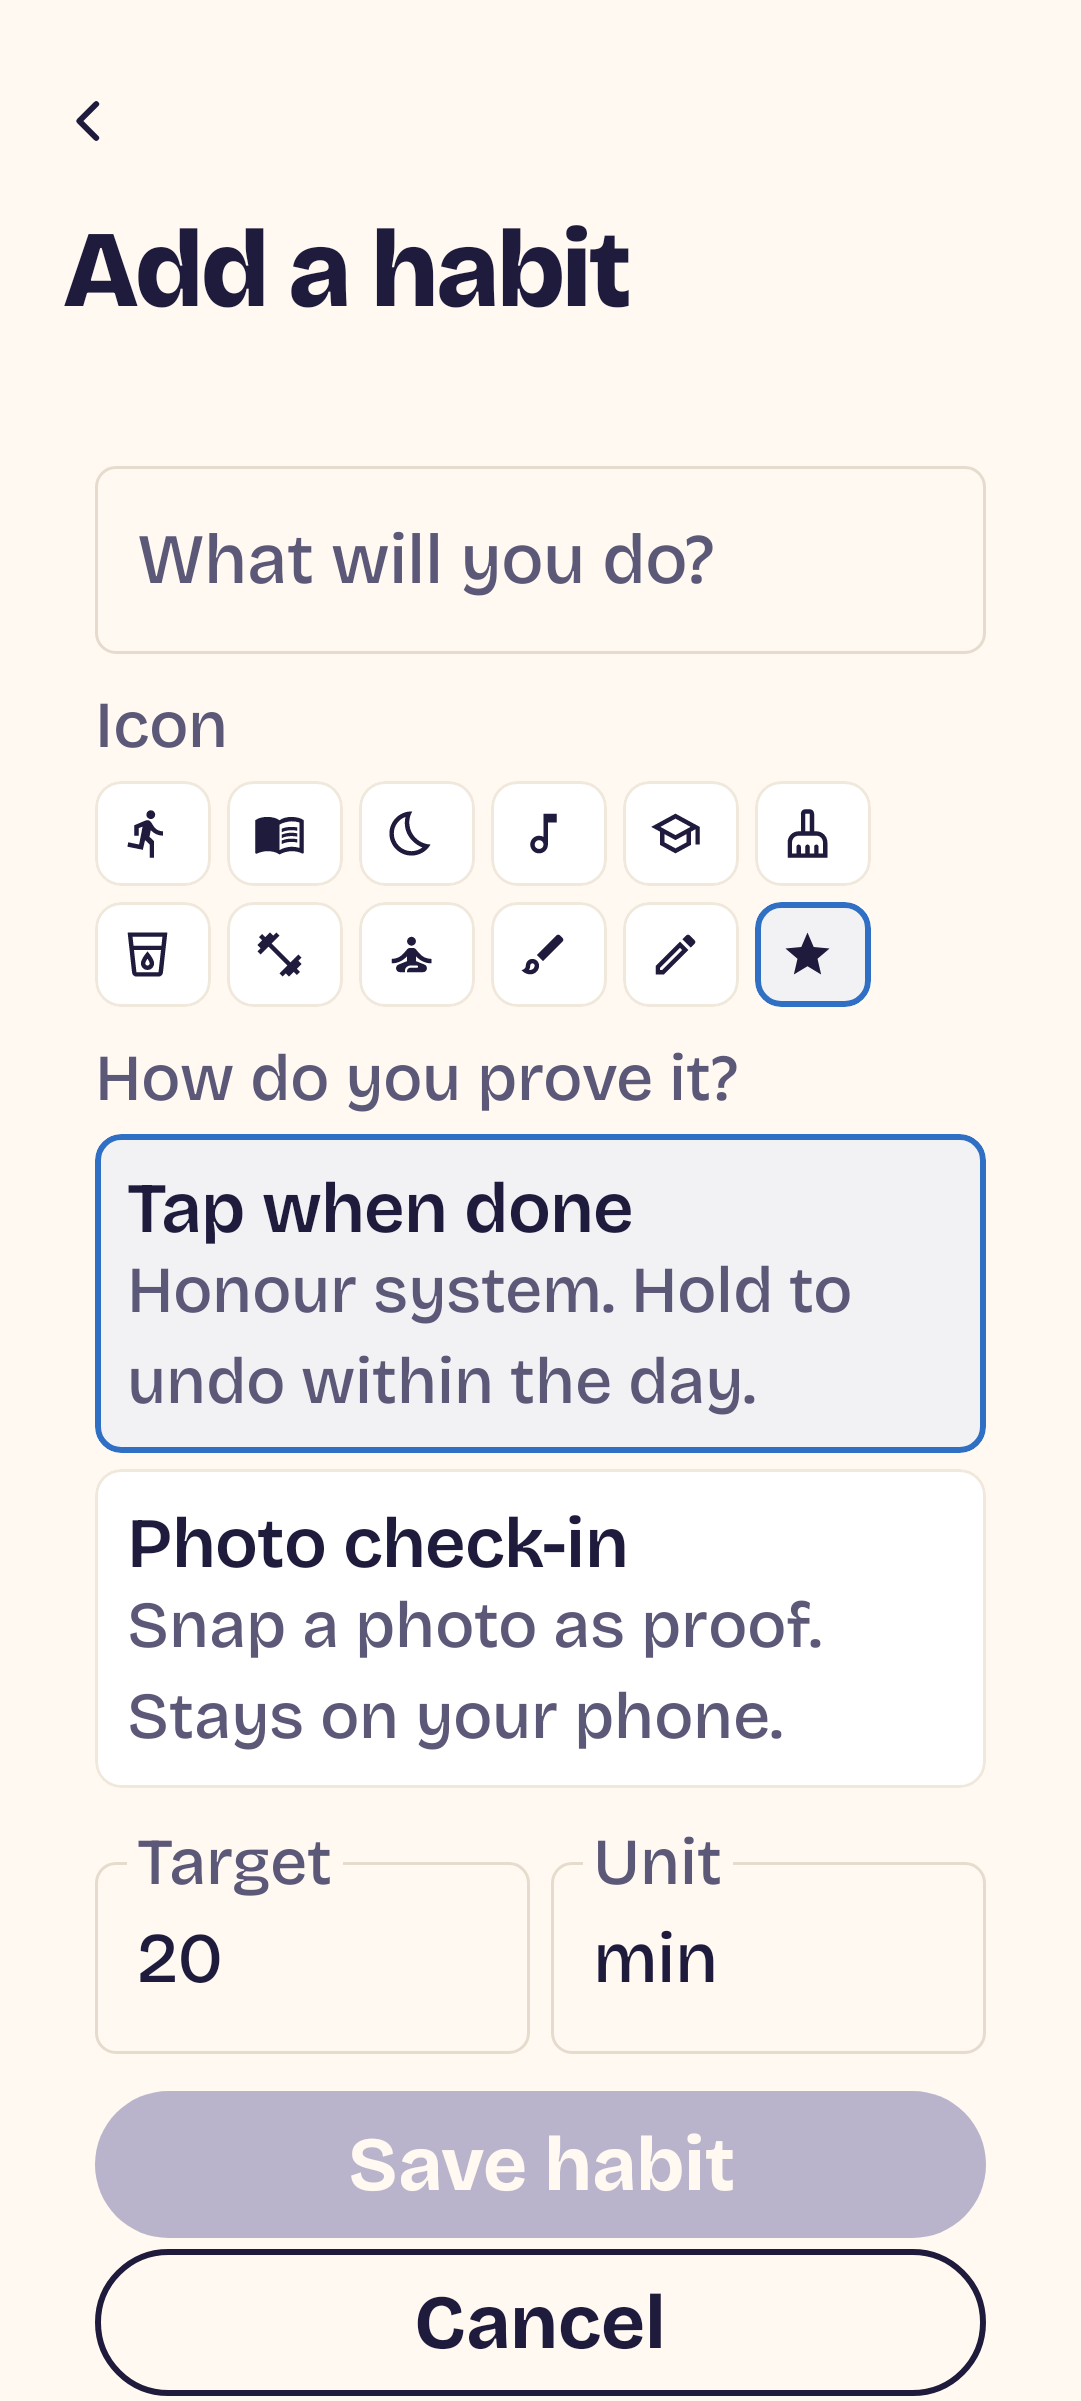 Add a habit
What will you do?
Icon
How do you prove it?
Tap when done
Honour system. Hold to
undo within the day.
Photo check-in
Snap a photo as proof.
Stays on your phone.
Target
20
Unit
min
Save habit
Cancel